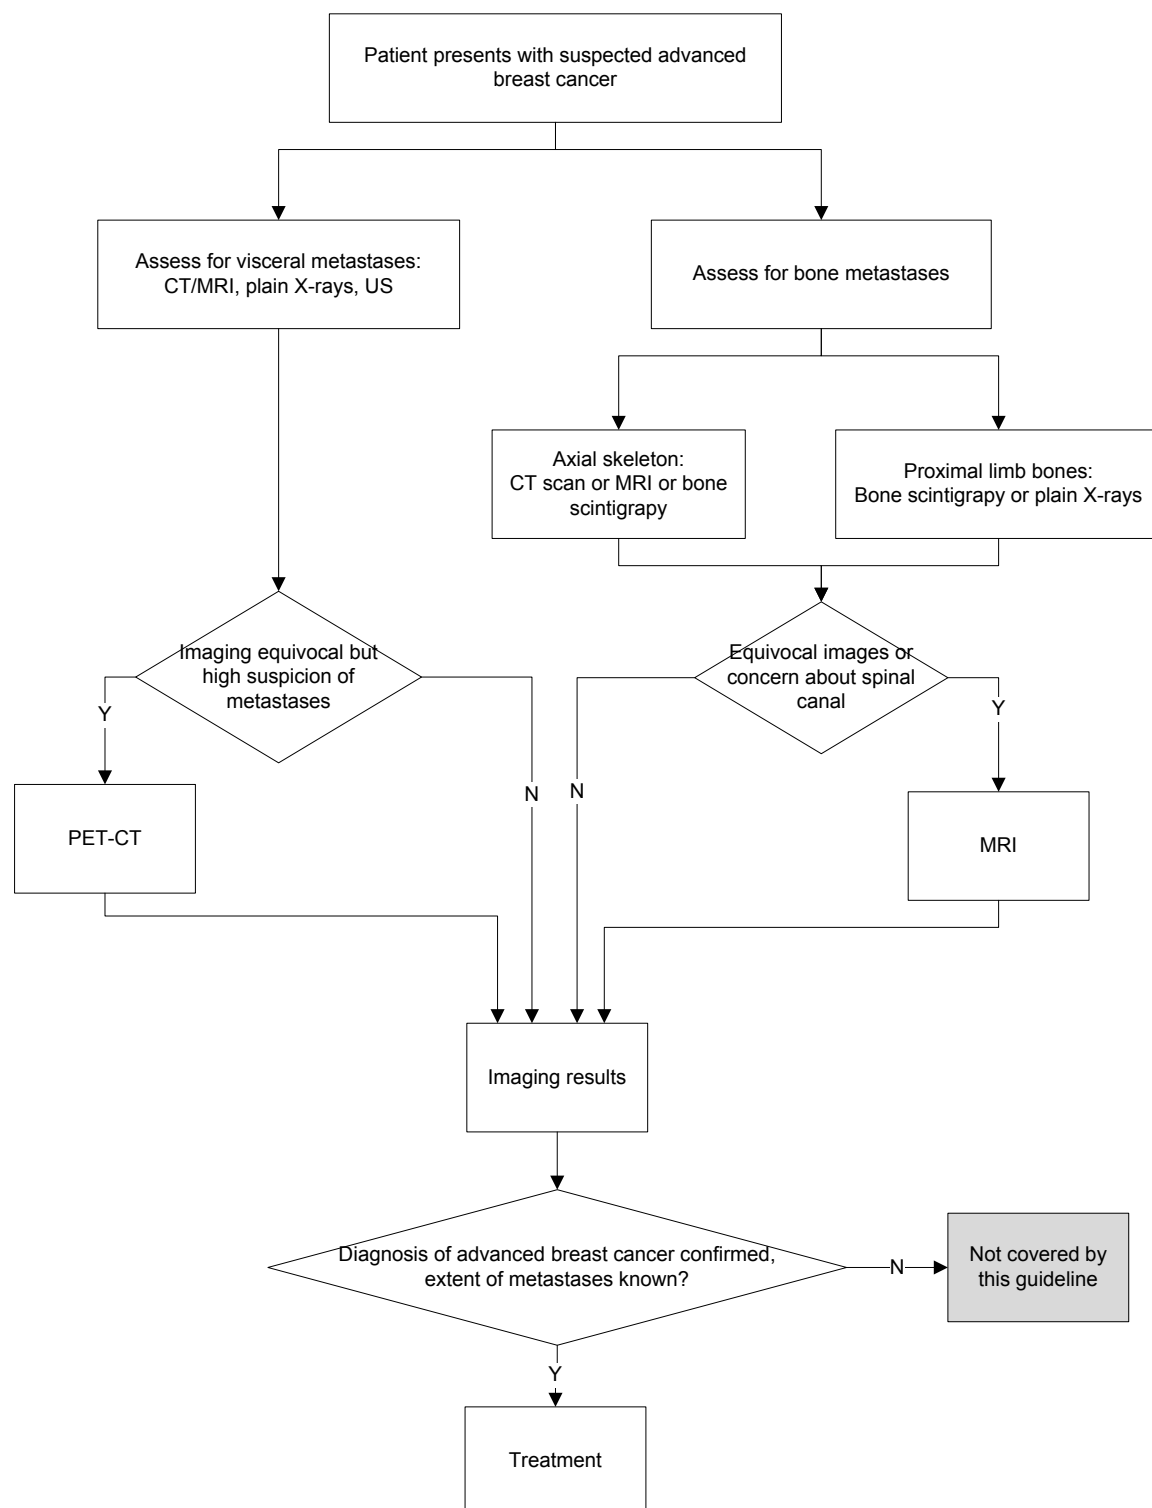 Patient presents with suspected advanced
breast cancer
Assess for visceral metastases:
CT/MRI, plain X-rays, US
Assess for bone metastases
Axial skeleton:
CT scan or MRI or bone
scintigrapy
Proximal limb bones:
Bone scintigrapy or plain X-rays
Imaging equivocal but
high suspicion of
metastases
Equivocal images or
concern about spinal
canal
Y
Y
N
N
PET-CT
MRI
Imaging results
Diagnosis of advanced breast cancer confirmed,
extent of metastases known?
N
Not covered by
this guideline
Y
Treatment